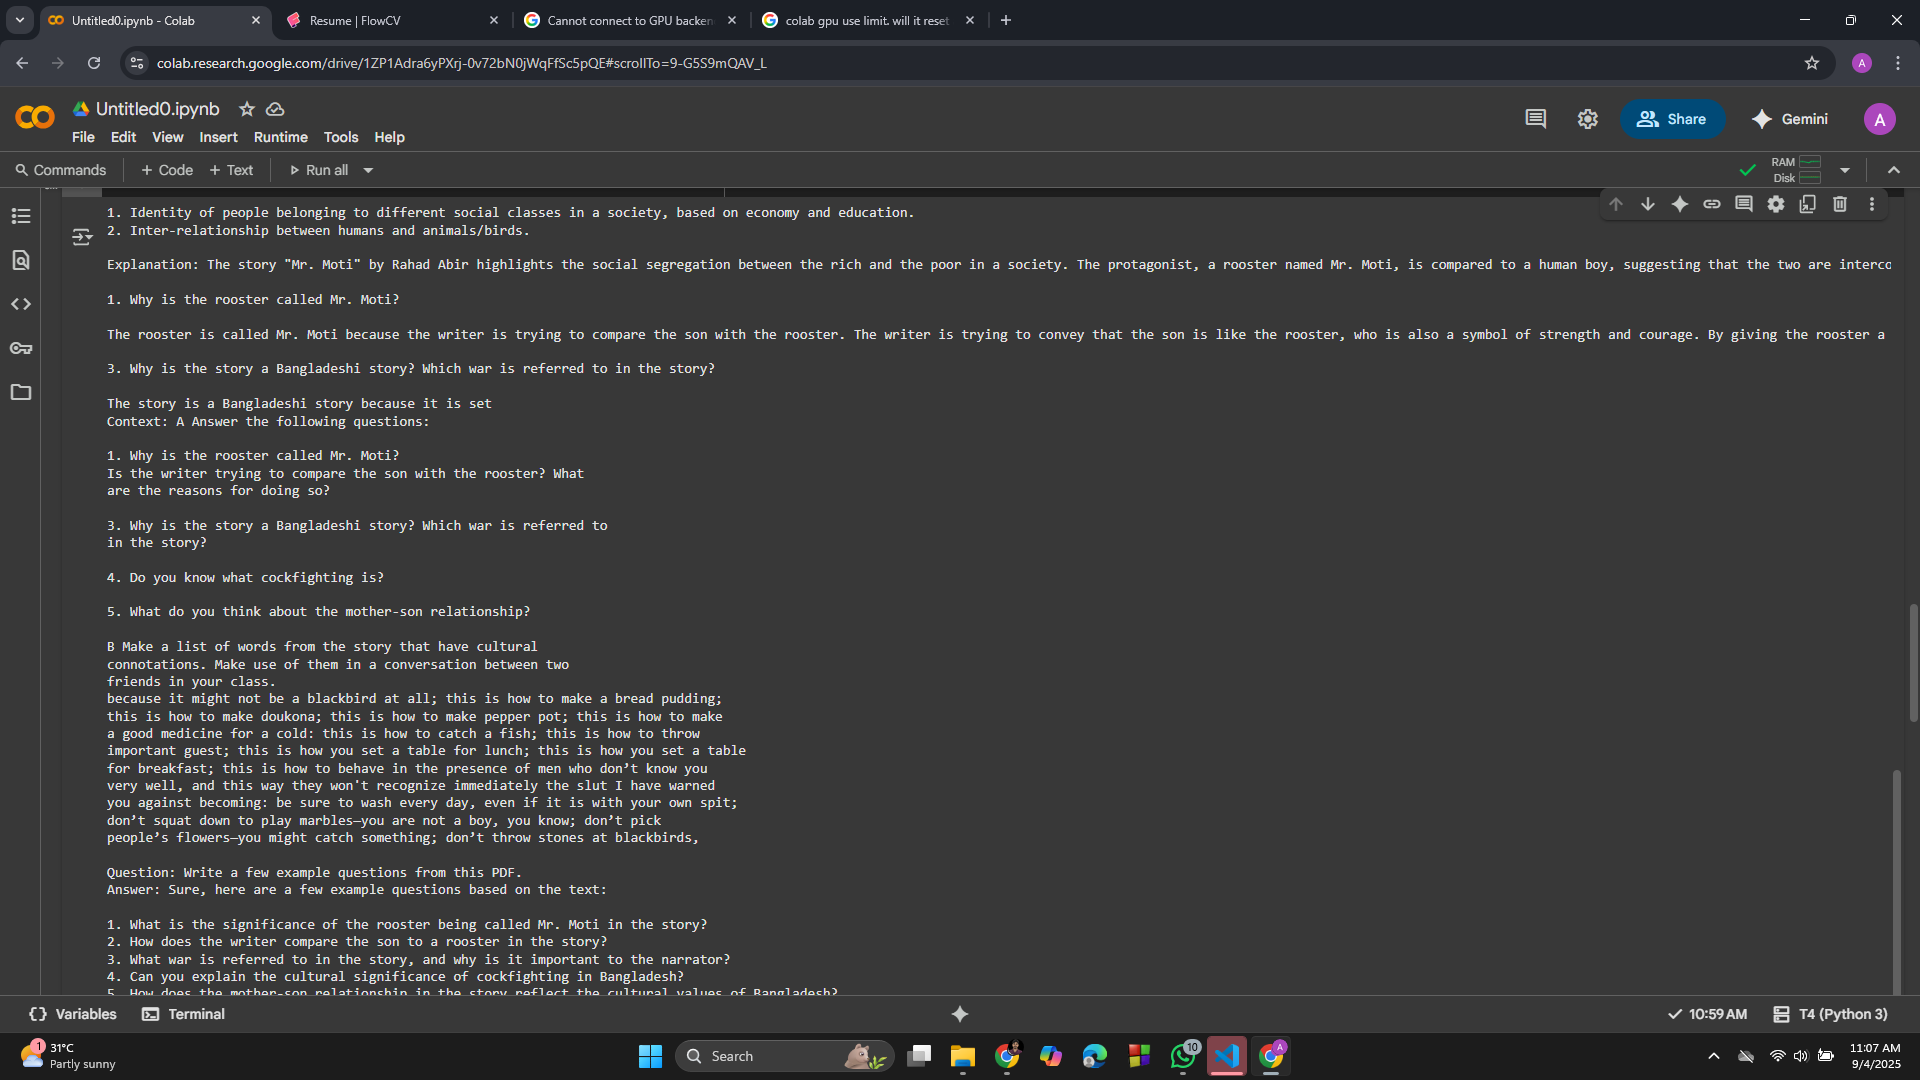 Untitled0.ipynb - Colab
Resume | FlowCV
Cannot connect to GPU backen
colab gpu use limit. will it reset
colab.research.google.com/drive/1ZP1Adra6yPXrj-0v72bN0jWqFfSc5pQE#scrollTo=9-G5S9mQAV_L
A
Untitled0.ipynb
Share
Gemini
A
File Edit View Insert Runtime Tools Help
Commands + Code + Text Run all
RAM
Disk
1. Identity of people belonging to different social classes in a society, based on economy and education.
2. Inter-relationship between humans and animals/birds.
Explanation: The story "Mr. Moti" by Rahad Abir highlights the social segregation between the rich and the poor in a society. The protagonist, a rooster named Mr. Moti, is compared to a human boy, suggesting that the two are interco
1. Why is the rooster called Mr. Moti?
The rooster is called Mr. Moti because the writer is trying to compare the son with the rooster. The writer is trying to convey that the son is like the rooster, who is also a symbol of strength and courage. By giving the rooster a
3. Why is the story a Bangladeshi story? Which war is referred to in the story?
The story is a Bangladeshi story because it is set
Context: A Answer the following questions:
1. Why is the rooster called Mr. Moti?
Is the writer trying to compare the son with the rooster? What
are the reasons for doing so?
3. Why is the story a Bangladeshi story? Which war is referred to
in the story?
4. Do you know what cockfighting is?
5. What do you think about the mother-son relationship?
B Make a list of words from the story that have cultural
connotations. Make use of them in a conversation between two
friends in your class.
because it might not be a blackbird at all; this is how to make a bread pudding;
this is how to make doukona; this is how to make pepper pot; this is how to make
a good medicine for a cold: this is how to catch a fish; this is how to throw
important guest; this is how you set a table for lunch; this is how you set a table
for breakfast; this is how to behave in the presence of men who don’t know you
very well, and this way they won't recognize immediately the slut I have warned
you against becoming: be sure to wash every day, even if it is with your own spit;
don’t squat down to play marbles—you are not a boy, you know; don’t pick
people’s flowers—you might catch something; don’t throw stones at blackbirds,
Question: Write a few example questions from this PDF.
Answer: Sure, here are a few example questions based on the text:
1. What is the significance of the rooster being called Mr. Moti in the story?
2. How does the writer compare the son to a rooster in the story?
3. What war is referred to in the story, and why is it important to the narrator?
4. Can you explain the cultural significance of cockfighting in Bangladesh?
5. How does the mother-son relationship in the story reflect the cultural values of Bangladesh?
Variables Terminal
10:59 AM T4 (Python 3)
1
31°C
Partly sunny
Search
10
A
11:07 AM
9/4/2025